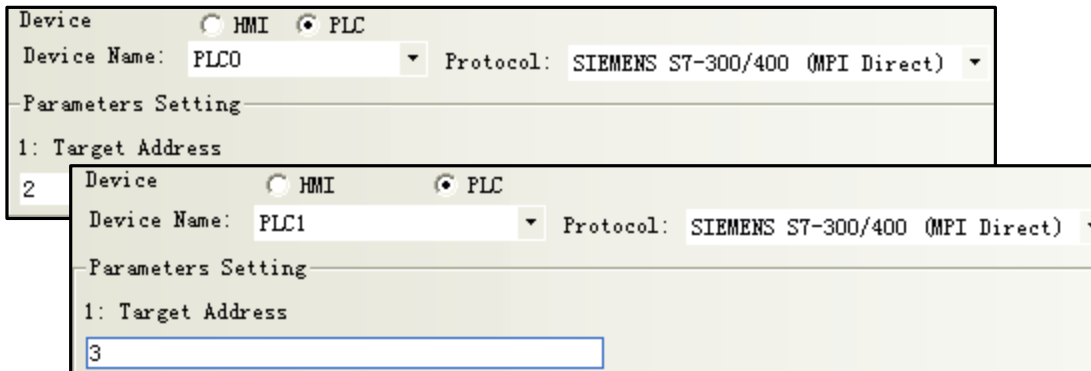 Device HMI PLC
Device Name: PLC0 Protocol: SIEMENS S7-300/400 (MPI Direct)
Parameters Setting
1: Target Address
2
Device HMI PLC
Device Name: PLC1 Protocol: SIEMENS S7-300/400 (MPI Direct)
Parameters Setting
1: Target Address
3